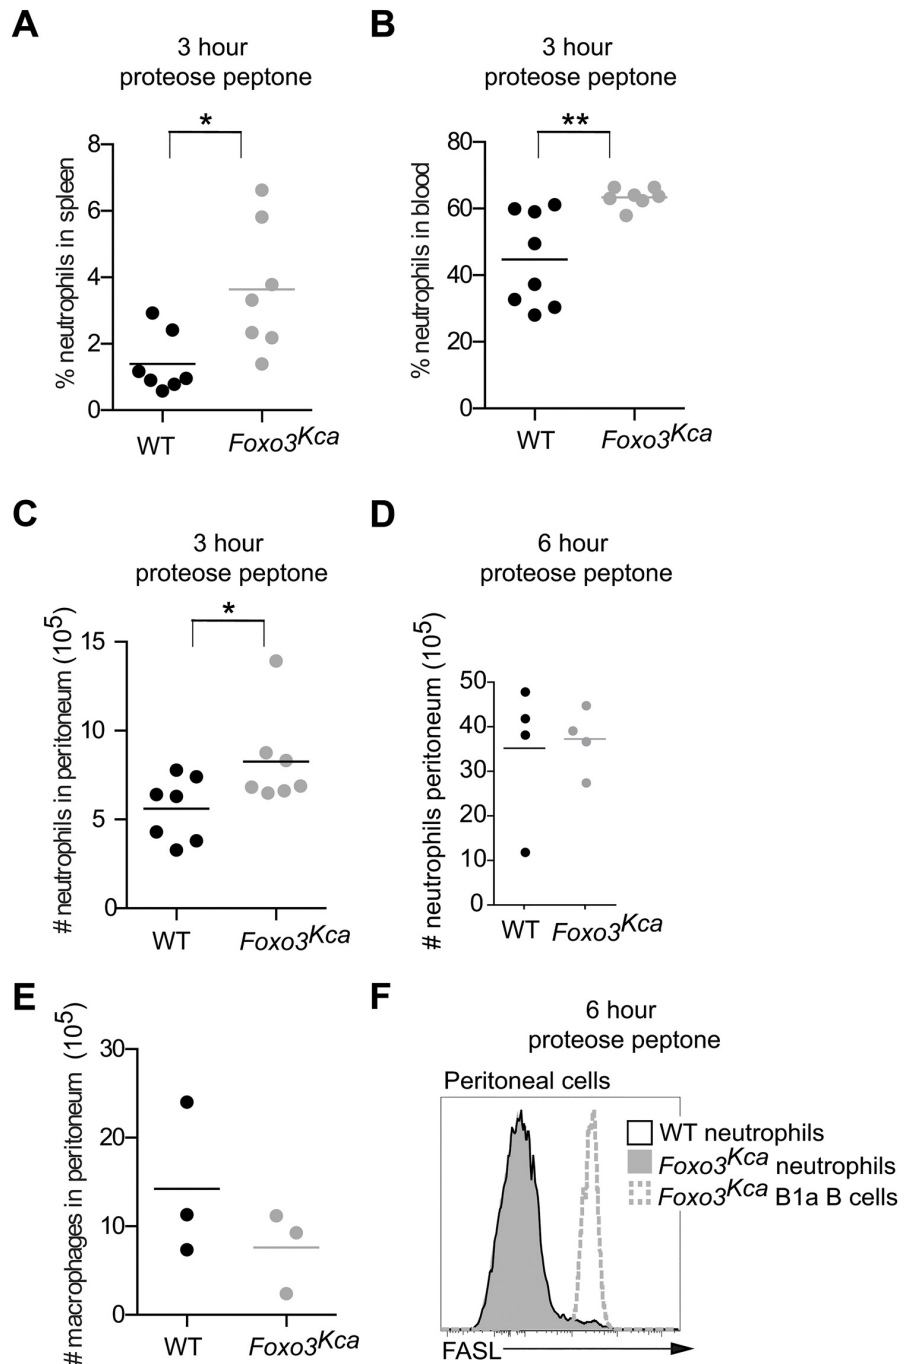 A
3 hour
proteose peptone
*
% neutrophils in spleen
8
6
4
2
0
WT
Foxo3Kca
B
3 hour
proteose peptone
**
% neutrophils in blood
80
60
40
20
0
WT
Foxo3Kca
C
3 hour
proteose peptone
*
# neutrophils in peritoneum (10^5)
15
10
5
0
WT
Foxo3Kca
D
6 hour
proteose peptone
# neutrophils peritoneum (10^5)
50
40
30
20
10
0
WT
Foxo3Kca
E
# macrophages in peritoneum (10^5)
30
20
10
0
WT
Foxo3Kca
F
6 hour
proteose peptone
Peritoneal cells
WT neutrophils
Foxo3Kca neutrophils
Foxo3Kca B1a B cells
FASL